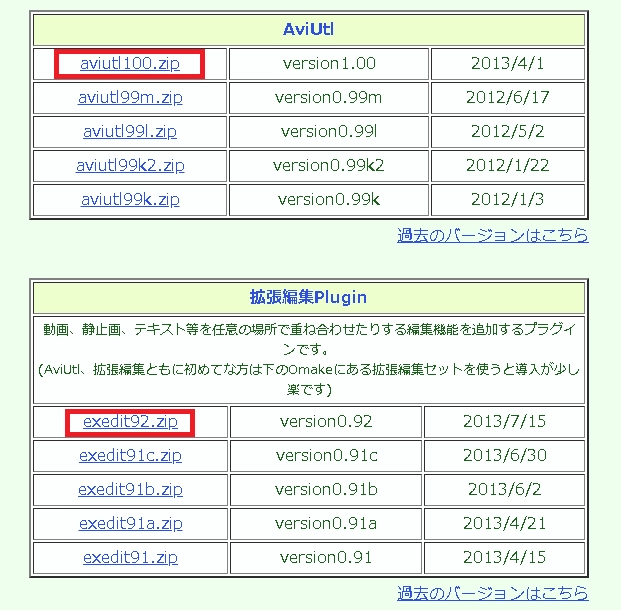 AviUtl
aviutl100.zip version1.00 2013/4/1
aviutl99m.zip version0.99m 2012/6/17
aviutl99l.zip version0.99l 2012/5/2
aviutl99k2.zip version0.99k2 2012/1/22
aviutl99k.zip version0.99k 2012/1/3
過去のバージョンはこちら
拡張編集Plugin
動画、静止画、テキスト等を任意の場所で重ね合わせたりする編集機能を追加するプラグイ
ンです。
(AviUtl、拡張編集ともに初めてな方は下のOmakeにある拡張編集セットを使うと導入が少し
楽です)
exedit92.zip version0.92 2013/7/15
exedit91c.zip version0.91c 2013/6/30
exedit91b.zip version0.91b 2013/6/2
exedit91a.zip version0.91a 2013/4/21
exedit91.zip version0.91 2013/4/15
過去のバージョンはこちら